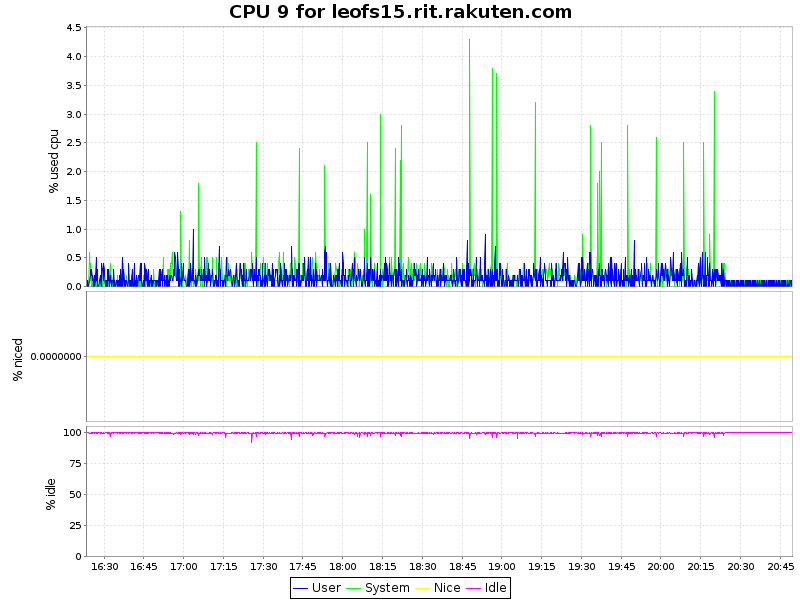 CPU 9 for leofs15.rit.rakuten.com
% used cpu
4.5
4.0
3.5
3.0
2.5
2.0
1.5
1.0
0.5
0.0
% niced
0.0000000
% idle
100
75
50
25
0
16:30 16:45 17:00 17:15 17:30 17:45 18:00 18:15 18:30 18:45 19:00 19:15 19:30 19:45 20:00 20:15 20:30 20:45
User System Nice Idle